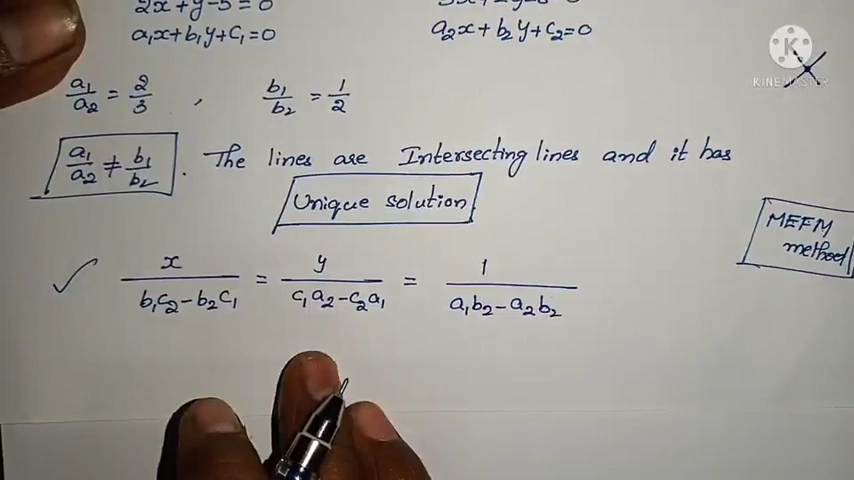 2x+y-5=0
a₁x+b₁y+c₁=0 a₂x+b₂y+c₂=0
K
KINEMASTER
a₁/a₂ = 2/3 , b₁/b₂ = 1/2
a₁/a₂ ≠ b₁/b₂ . The lines are Intersecting lines and it has
Unique solution
MEFM
method
✓ x/(b₁c₂-b₂c₁) = y/(c₁a₂-c₂a₁) = 1/(a₁b₂-a₂b₂)